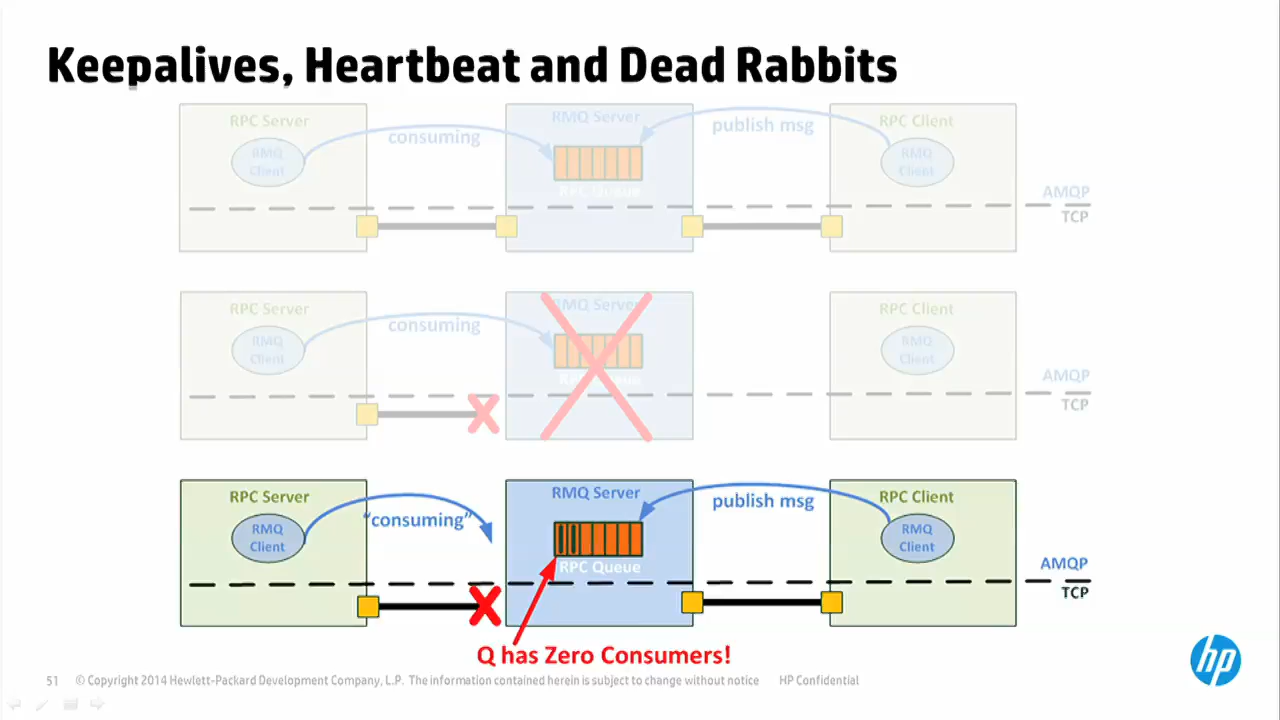 Keepalives, Heartbeat and Dead Rabbits
RPC Server
RMQ Server
RPC Client
consuming
publish msg
RMQ
Client
RMQ
Client
RPC Queue
AMQP
TCP
RPC Server
RMQ Server
RPC Client
consuming
RMQ
Client
RMQ
Client
AMQP
TCP
RPC Server
RMQ Server
RPC Client
"consuming"
publish msg
RMQ
Client
RMQ
Client
RPC Queue
AMQP
TCP
Q has Zero Consumers!
51 © Copyright 2014 Hewlett-Packard Development Company, L.P. The information contained herein is subject to change without notice HP Confidential
hp